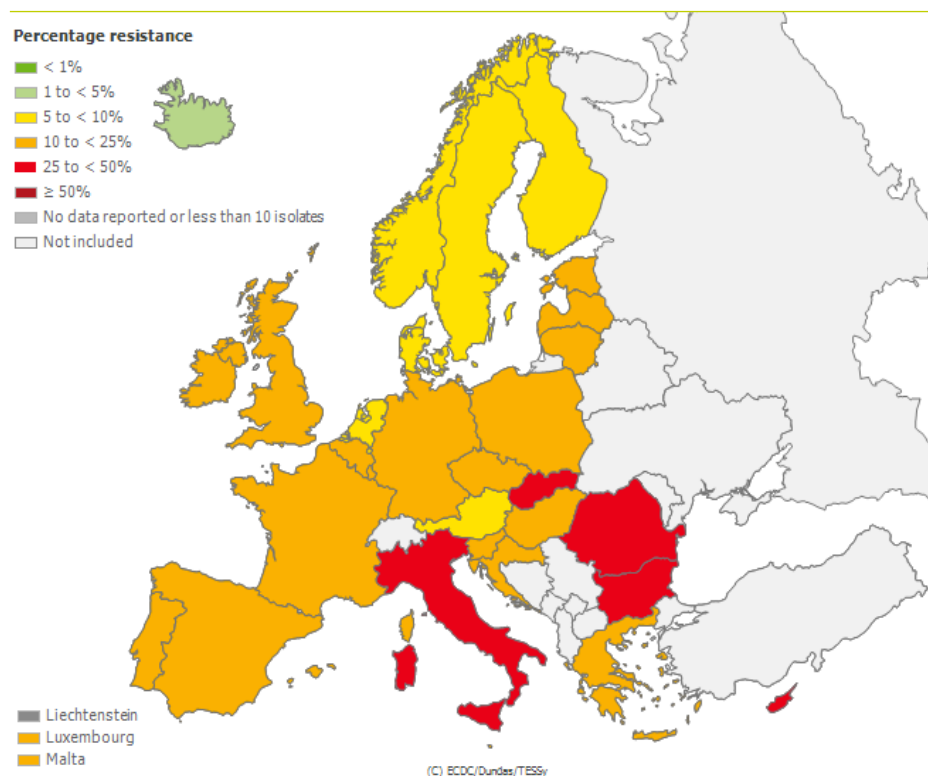 Percentage resistance
< 1%
1 to < 5%
5 to < 10%
10 to < 25%
25 to < 50%
≥ 50%
No data reported or less than 10 isolates
Not included
Liechtenstein
Luxembourg
Malta
(C) ECDC/Dundas/TESSy